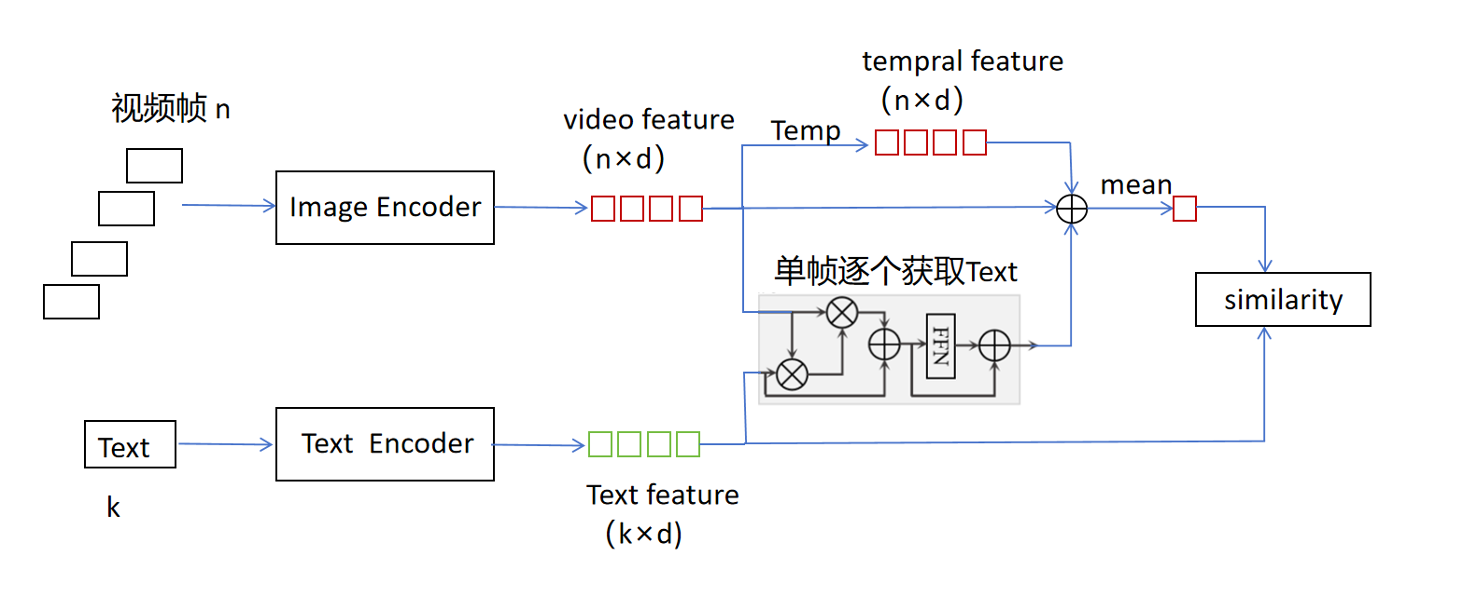 视频帧 n
Image Encoder
video feature
(n×d)
Temp
tempral feature
(n×d)
mean
单帧逐个获取Text
FFN
similarity
Text
k
Text Encoder
Text feature
(k×d)